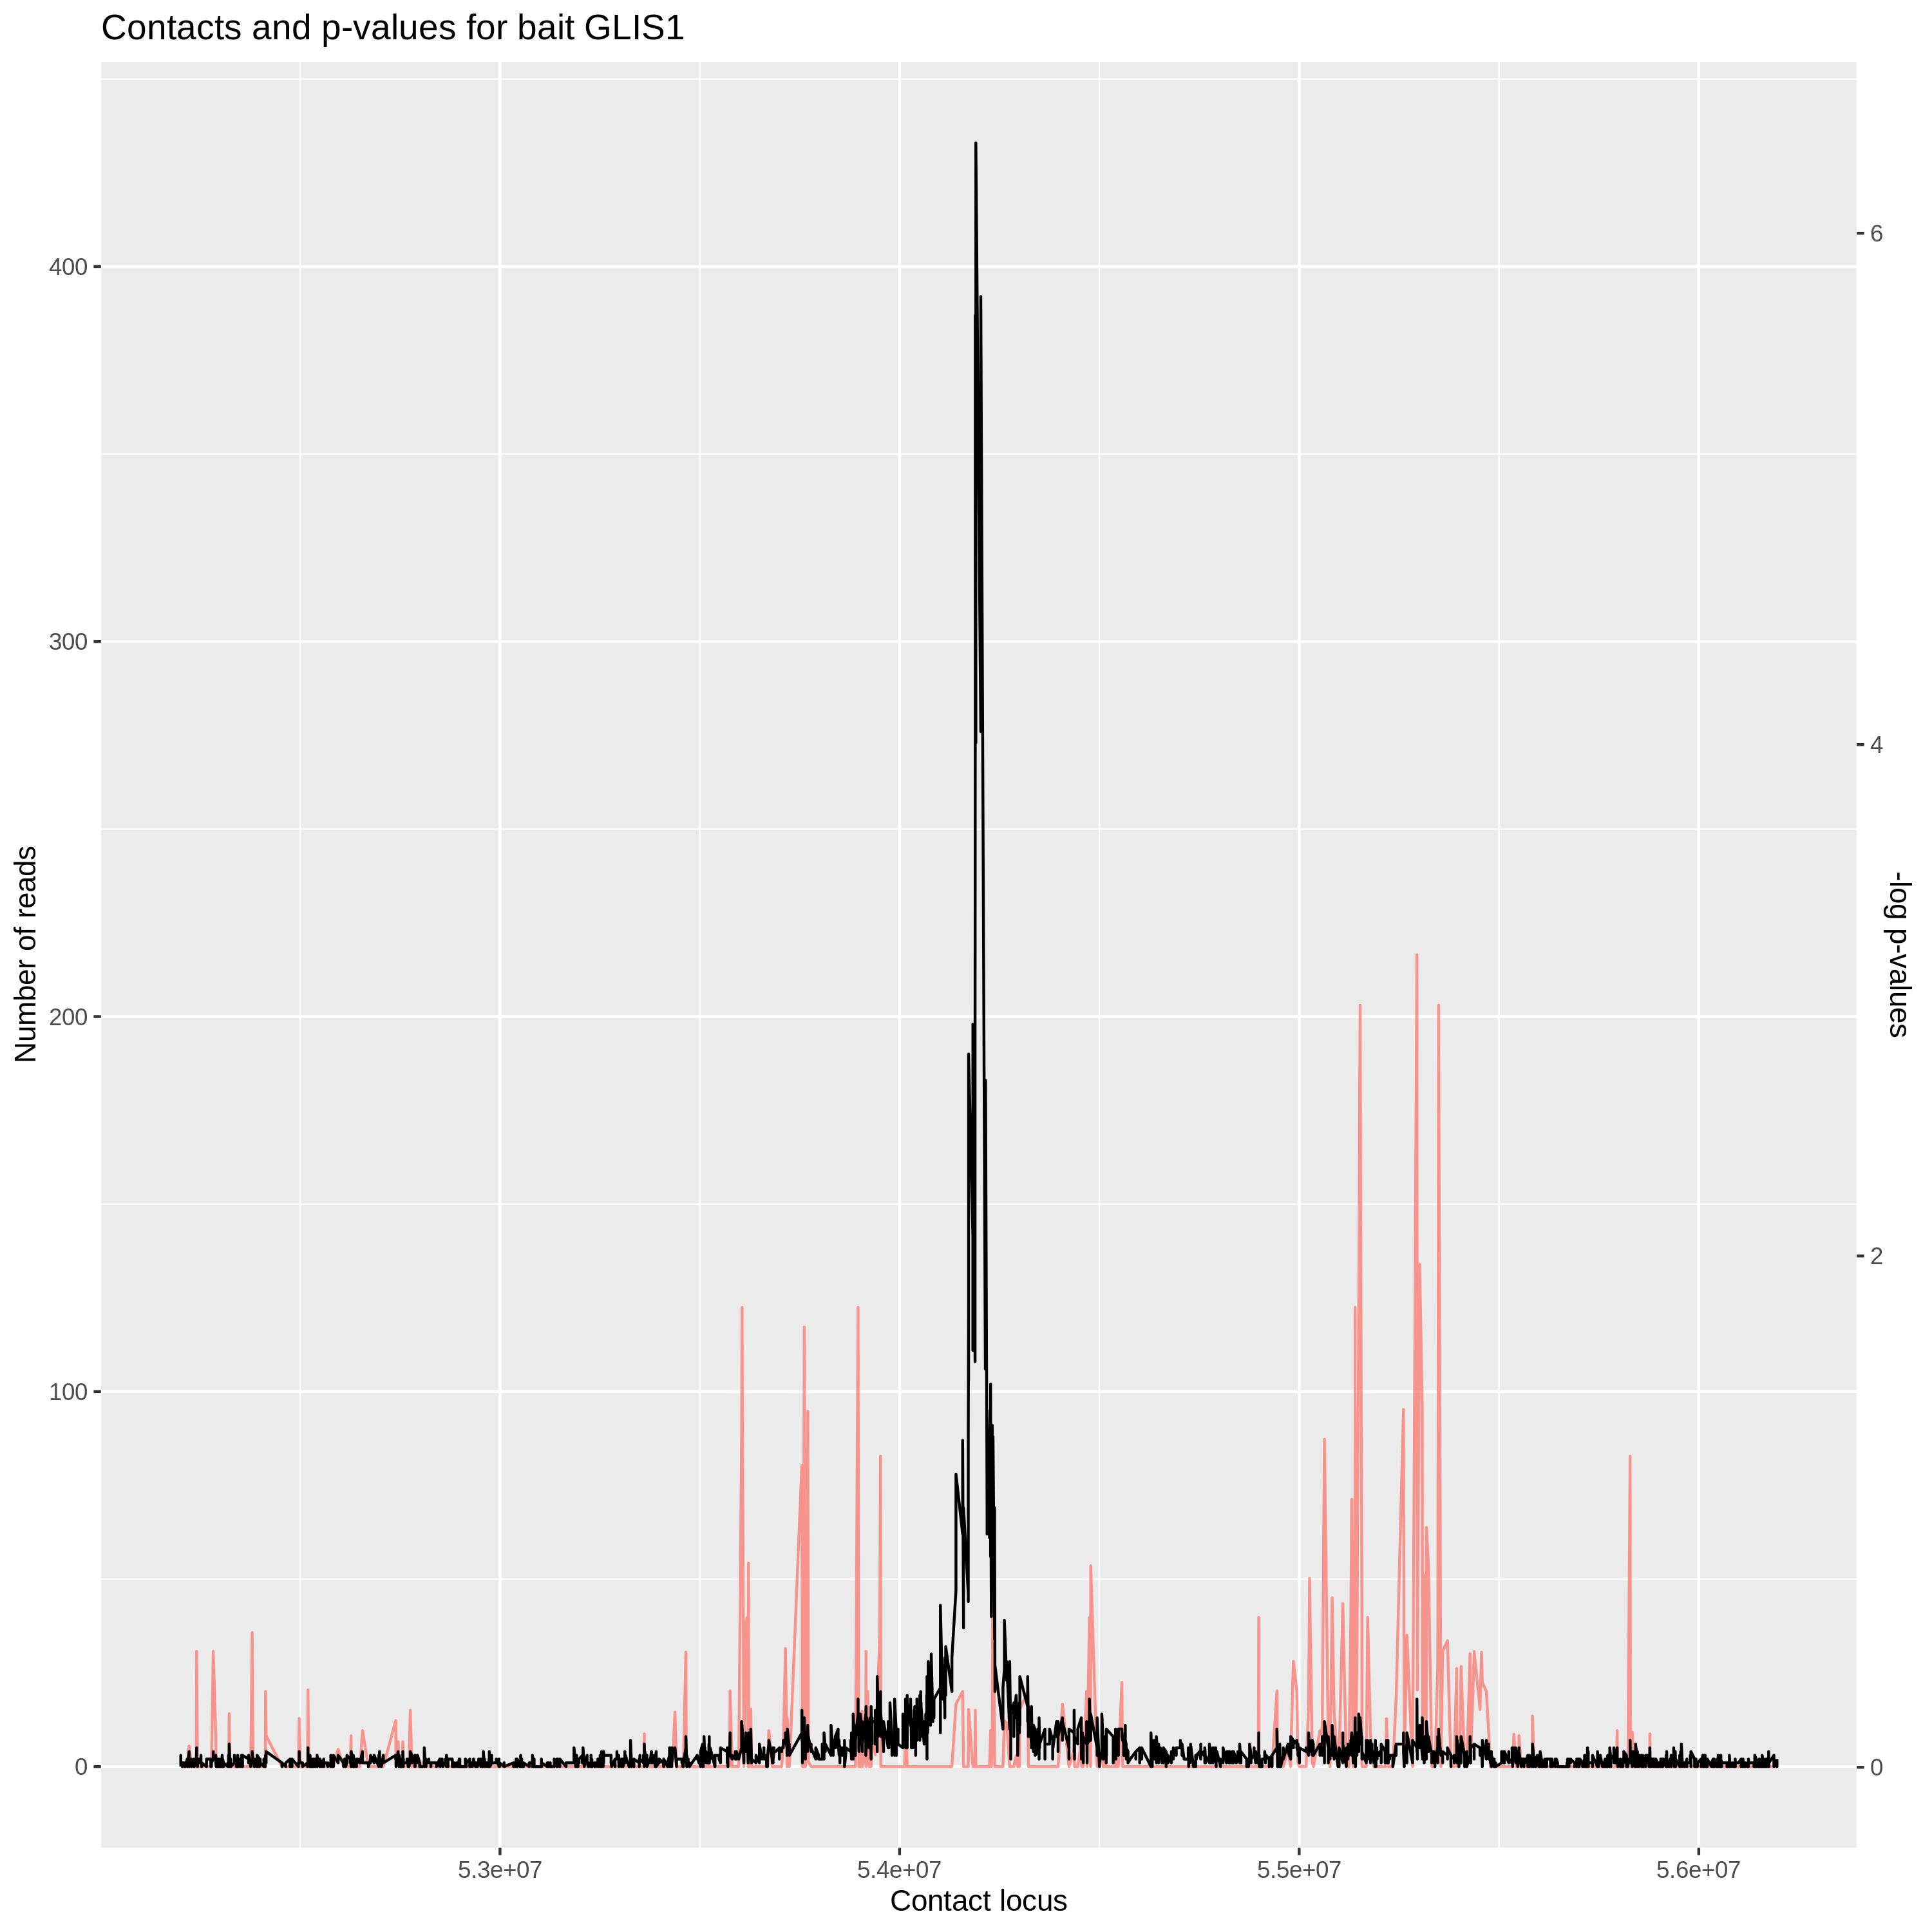 Contacts and p-values for bait GLIS1
Number of reads
400
300
200
100
0
6
4
2
0
-log p-values
5.3e+07 5.4e+07 5.5e+07 5.6e+07
Contact locus